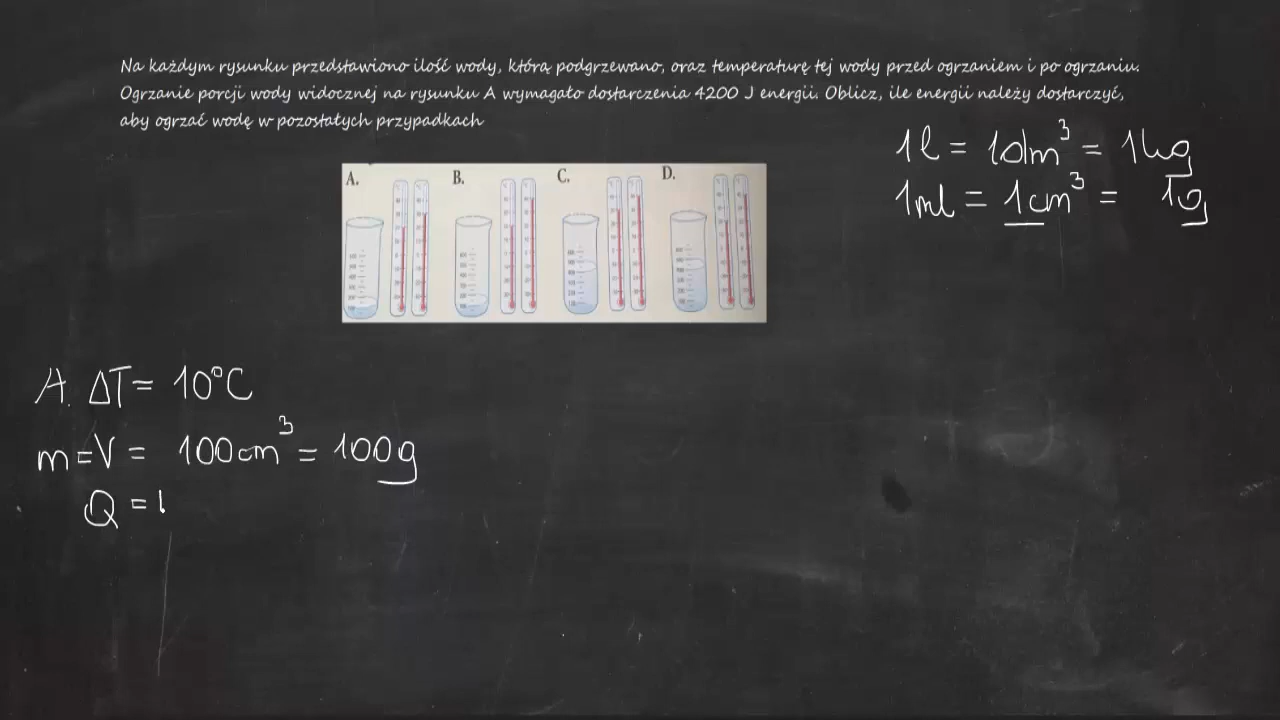 Na każdym rysunku przedstawiono ilość wody, którą podgrzewano, oraz temperaturę tej wody przed ogrzaniem i po ogrzaniu.
Ogrzanie porcji wody widocznej na rysunku A wymagało dostarczenia 4200 J energii. Oblicz, ile energii należy dostarczyć,
aby ogrzać wodę w pozostałych przypadkach
1l = 1dm³ = 1kg
1ml = 1cm³ = 1g
A. B. C. D.
A. ΔT = 10°C
m = V = 100cm³ = 100g
Q =